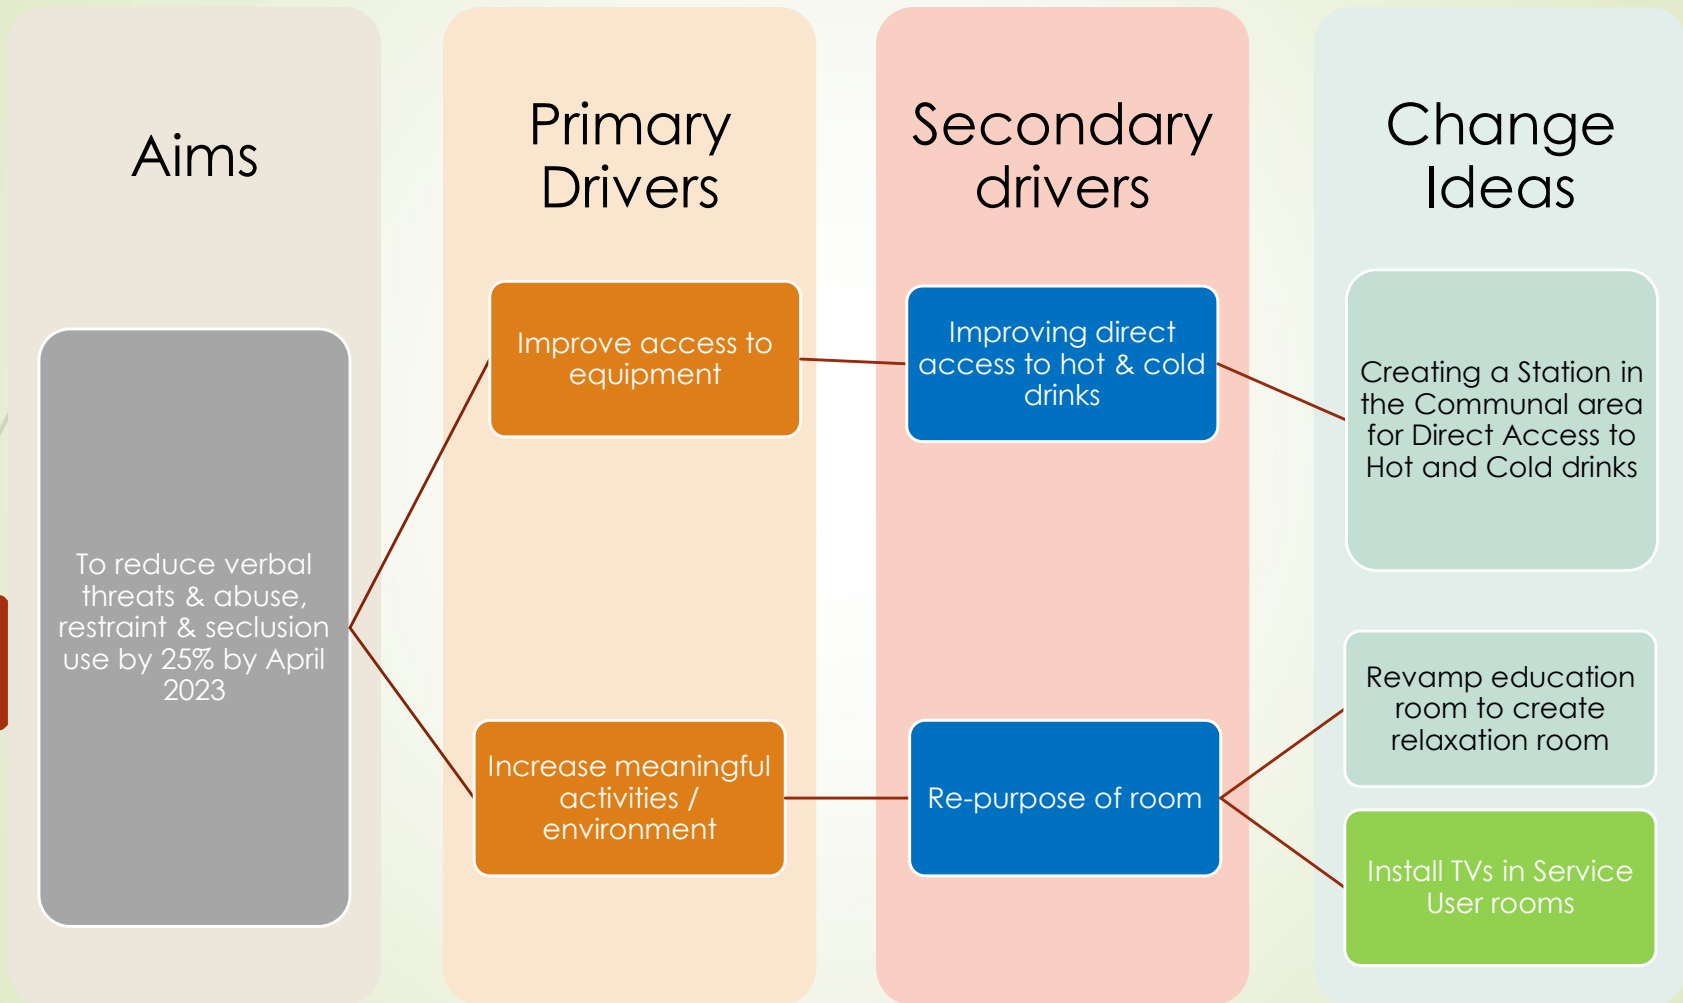 Aims
Primary
Drivers
Secondary
drivers
Change
Ideas
To reduce verbal
threats & abuse,
restraint & seclusion
use by 25% by April
2023
Improve access to
equipment
Increase meaningful
activities /
environment
Improving direct
access to hot & cold
drinks
Re-purpose of room
Creating a Station in
the Communal area
for Direct Access to
Hot and Cold drinks
Revamp education
room to create
relaxation room
Install TVs in Service
User rooms